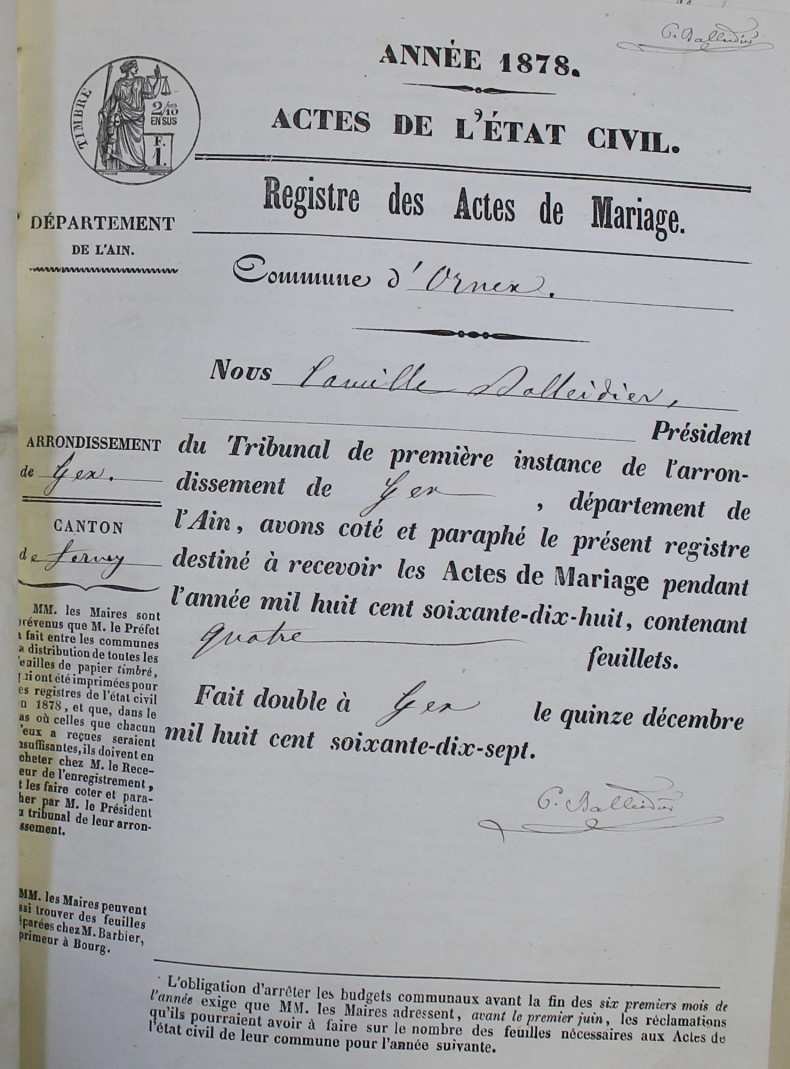 C. Balleidier
ANNÉE 1878.
ACTES DE L'ÉTAT CIVIL.
TIMBRE
2/10
EN SUS
F.
1.
Registre des Actes de Mariage.
DÉPARTEMENT
DE L'AIN.
Commune d'Ornex.
Nous Camille Balleidier,
Président
du Tribunal de première instance de l'arron-
dissement de Gex, département de
l'Ain, avons coté et paraphé le présent registre
destiné à recevoir les Actes de Mariage pendant
l'année mil huit cent soixante-dix-huit, contenant
quatre
feuillets.
Fait double à Gex le quinze décembre
mil huit cent soixante-dix-sept.
C. Balleidier
ARRONDISSEMENT
de Gex.
CANTON
de Ferney
MM. les Maires sont
prévenus que M. le Préfet
a fait entre les communes
la distribution de toutes les
feuilles de papier timbré,
qui ont été imprimées pour
les registres de l'état civil
en 1878, et que, dans le
cas où celles que chacun
d'eux a reçues seraient
insuffisantes, ils doivent en
acheter chez M. le Rece-
veur de l'enregistrement,
et les faire coter et para-
pher par M. le Président
du tribunal de leur arron-
dissement.
MM. les Maires peuvent
aussi trouver des feuilles
préparées chez M. Barbier,
imprimeur à Bourg.
L'obligation d'arrêter les budgets communaux avant la fin des six premiers mois de
l'année exige que MM. les Maires adressent, avant le premier juin, les réclamations
qu'ils pourraient avoir à faire sur le nombre des feuilles nécessaires aux Actes de
l'état civil de leur commune pour l'année suivante.